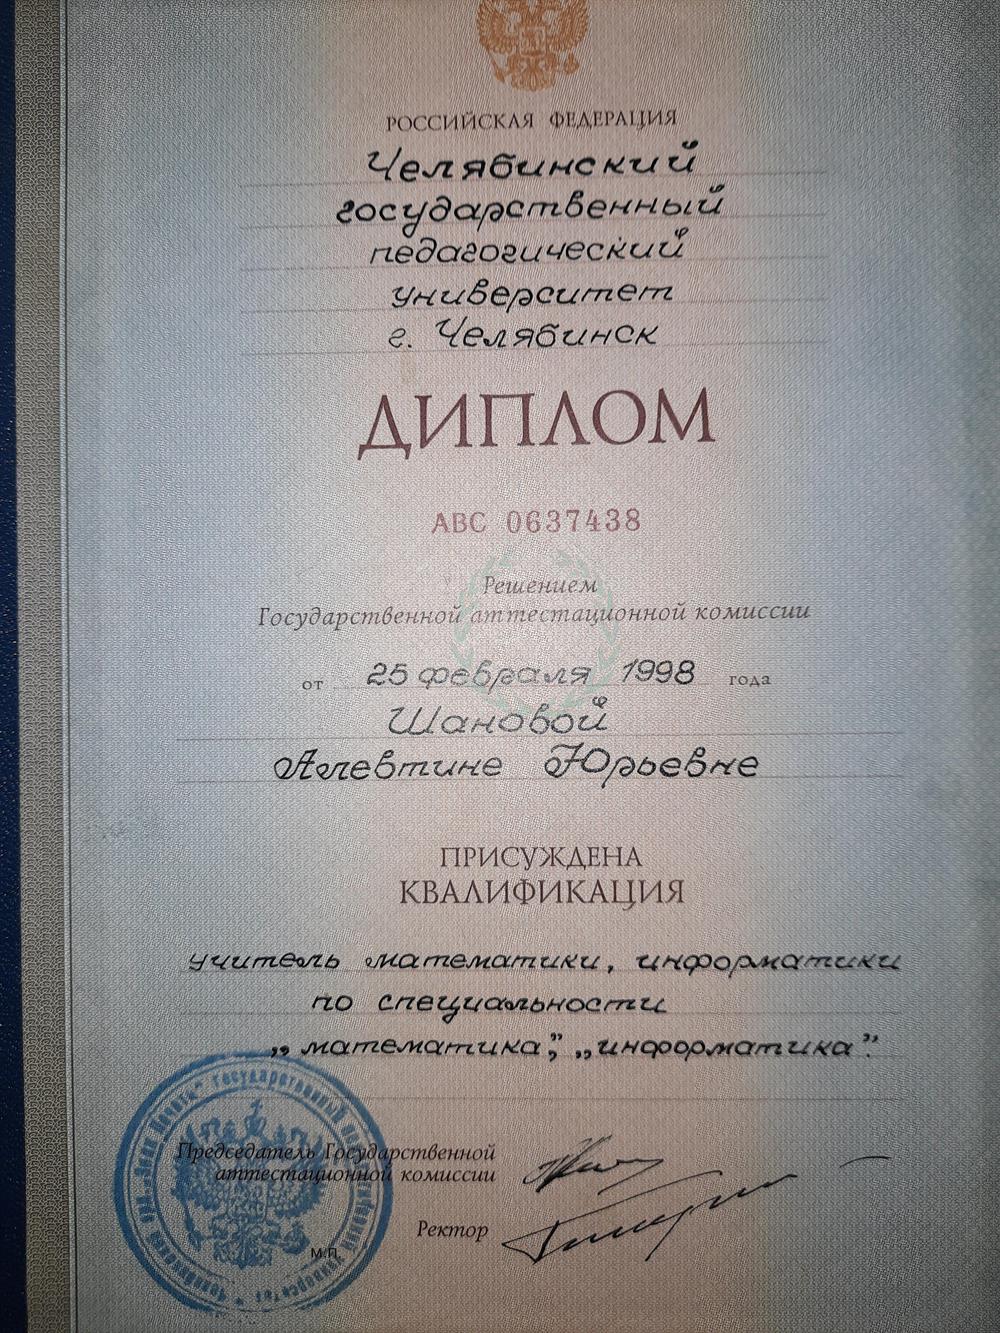 РОССИЙСКАЯ ФЕДЕРАЦИЯ
Челябинский
государственный
педагогический
университет
г. Челябинск
ДИПЛОМ
АВС 0637438
Решением
Государственной аттестационной комиссии
от 25 февраля 1998 года
Шановой
Алевтине Юрьевне
ПРИСУЖДЕНА
КВАЛИФИКАЦИЯ
учитель математики, информатики
по специальности
„математика”, „информатика”.
Председатель Государственной
аттестационной комиссии
Ректор
М.П.